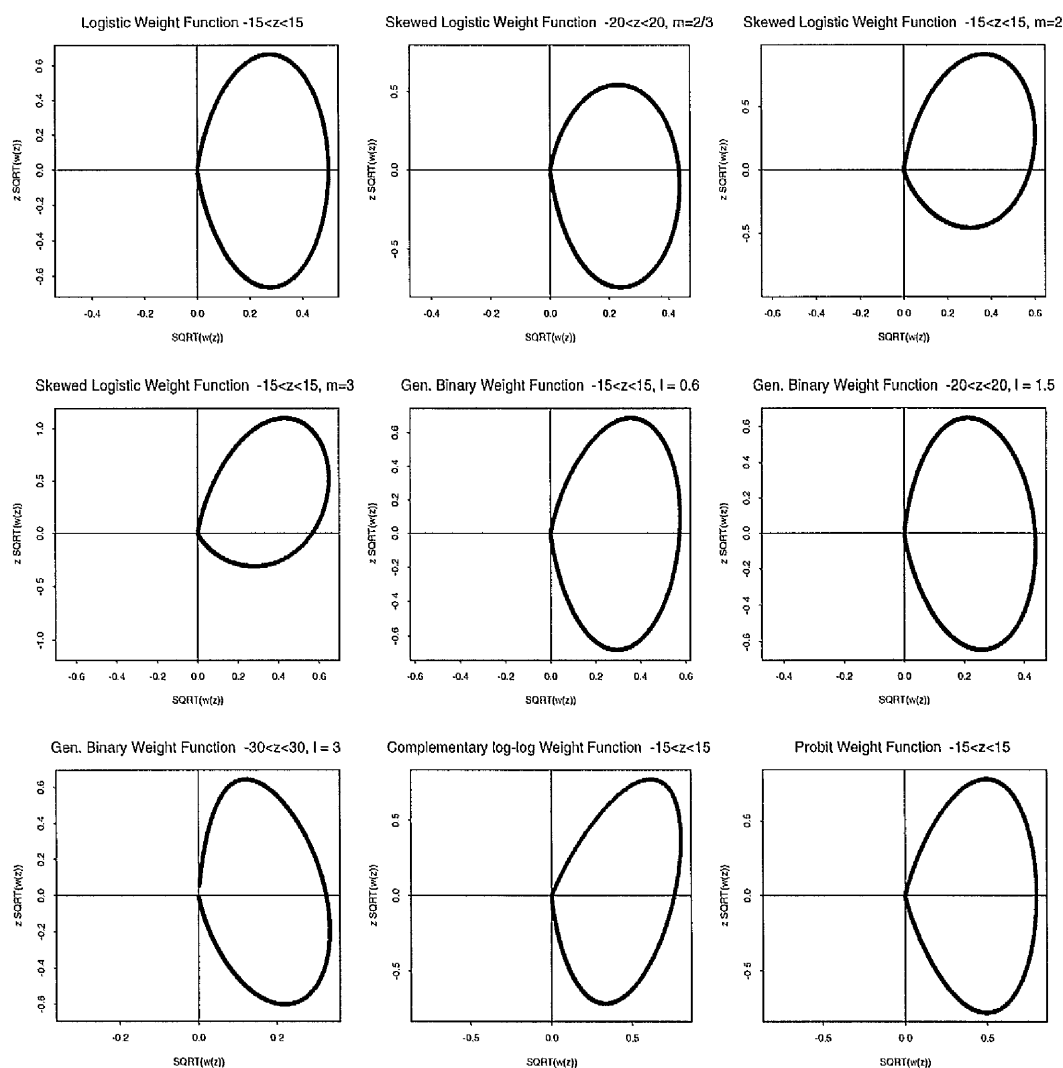 Logistic Weight Function -15<z<15
z SQRT(w(z))
0.6
0.4
0.2
0.0
-0.2
-0.4
-0.6
-0.4 -0.2 0.0 0.2 0.4
SQRT(w(z))
Skewed Logistic Weight Function -20<z<20, m=2/3
z SQRT(w(z))
0.5
0.0
-0.5
-0.4 -0.2 0.0 0.2 0.4
SQRT(w(z))
Skewed Logistic Weight Function -15<z<15, m=2
z SQRT(w(z))
0.5
0.0
-0.5
-0.6 -0.4 -0.2 0.0 0.2 0.4 0.6
SQRT(w(z))
Skewed Logistic Weight Function -15<z<15, m=3
z SQRT(w(z))
1.0
0.5
0.0
-0.5
-1.0
-0.6 -0.4 -0.2 0.0 0.2 0.4 0.6
SQRT(w(z))
Gen. Binary Weight Function -15<z<15, l = 0.6
z SQRT(w(z))
0.6
0.4
0.2
0.0
-0.2
-0.4
-0.6
-0.6 -0.4 -0.2 0.0 0.2 0.4 0.6
SQRT(w(z))
Gen. Binary Weight Function -20<z<20, l = 1.5
z SQRT(w(z))
0.6
0.4
0.2
0.0
-0.2
-0.4
-0.6
-0.4 -0.2 0.0 0.2 0.4
SQRT(w(z))
Gen. Binary Weight Function -30<z<30, l = 3
z SQRT(w(z))
0.6
0.4
0.2
0.0
-0.2
-0.4
-0.6
-0.2 0.0 0.2
SQRT(w(z))
Complementary log-log Weight Function -15<z<15
z SQRT(w(z))
0.5
0.0
-0.5
-0.5 0.0 0.5
SQRT(w(z))
Probit Weight Function -15<z<15
z SQRT(w(z))
0.5
0.0
-0.5
-0.5 0.0 0.5
SQRT(w(z))